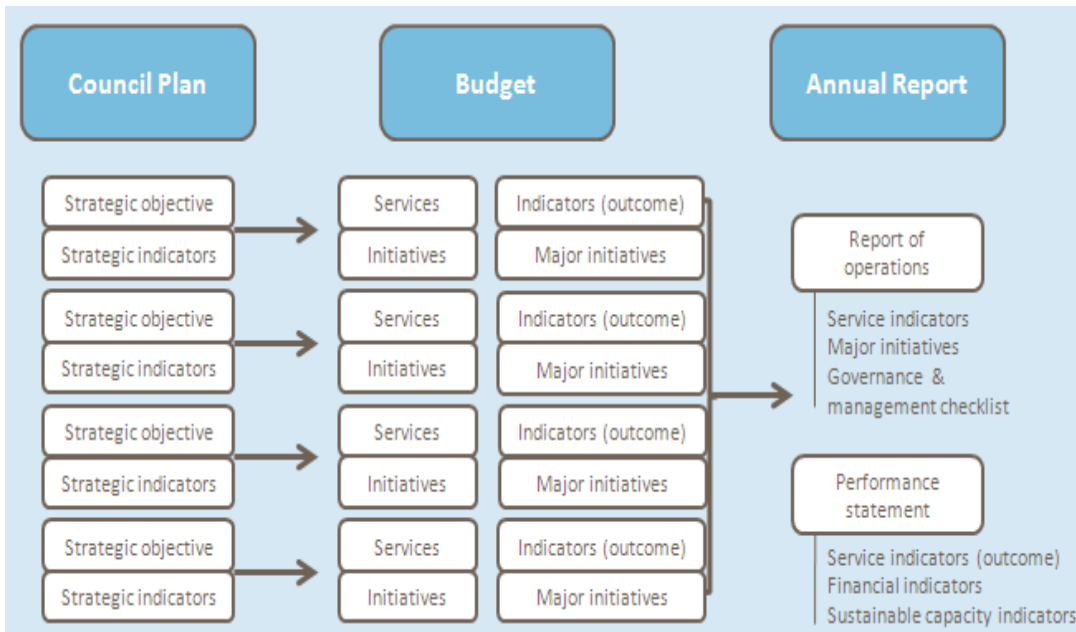 Council Plan
Budget
Annual Report
Strategic objective
Strategic indicators
Services
Initiatives
Indicators (outcome)
Major initiatives
Strategic objective
Strategic indicators
Services
Initiatives
Indicators (outcome)
Major initiatives
Strategic objective
Strategic indicators
Services
Initiatives
Indicators (outcome)
Major initiatives
Strategic objective
Strategic indicators
Services
Initiatives
Indicators (outcome)
Major initiatives
Report of
operations
Service indicators
Major initiatives
Governance &
management checklist
Performance
statement
Service indicators (outcome)
Financial indicators
Sustainable capacity indicators